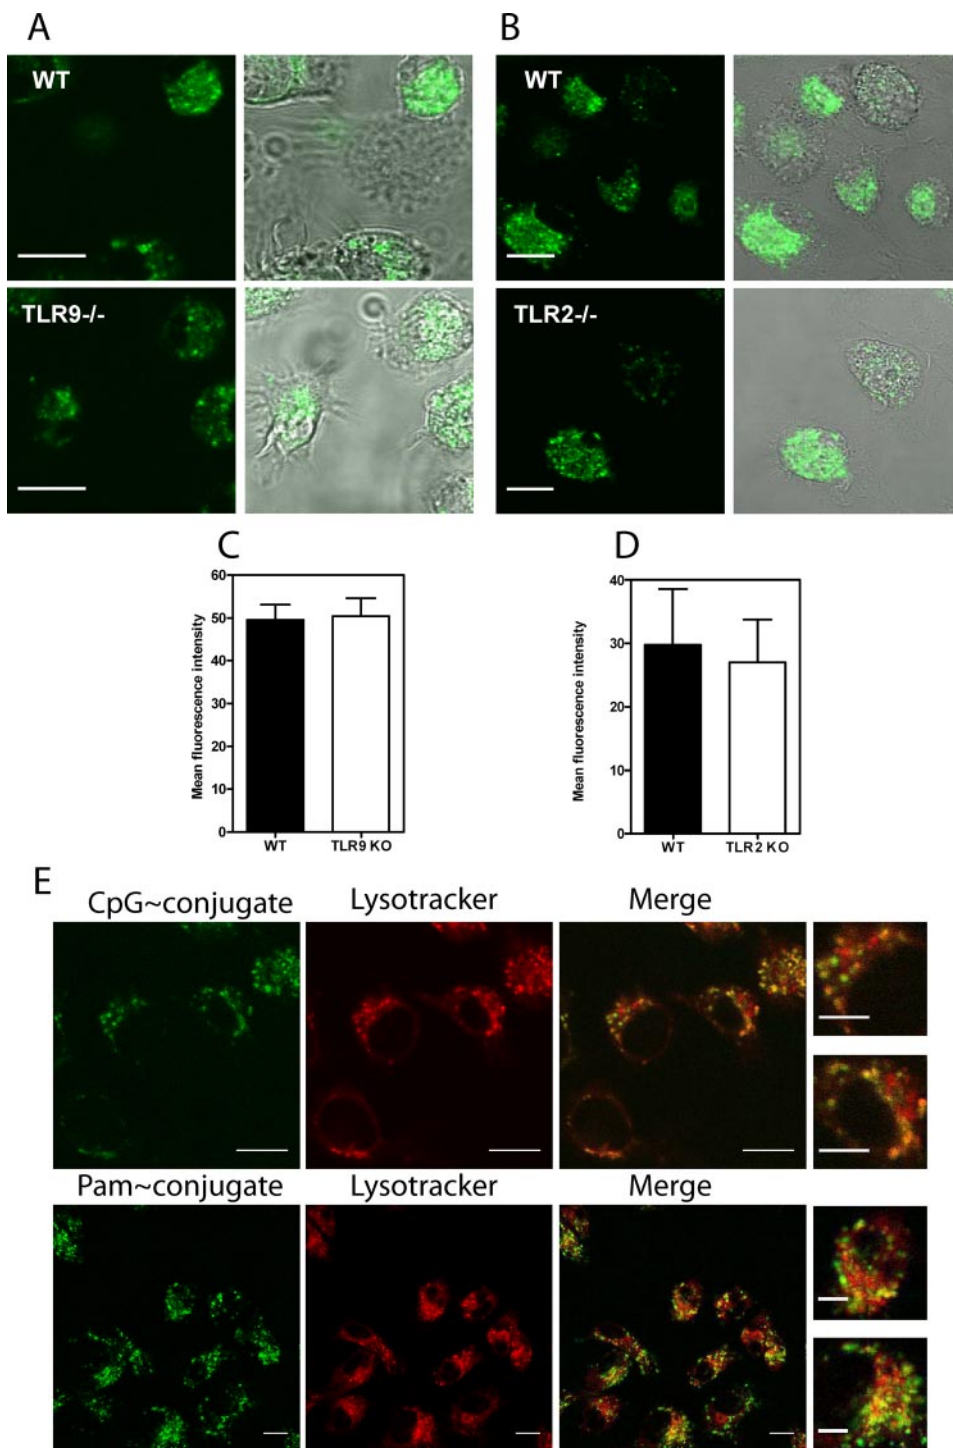 A
B
WT
WT
TLR9-/-
TLR2-/-
C
D
Mean fluorescence intensity
60
50
40
30
20
10
0
WT
TLR9 KO
Mean fluorescence intensity
40
30
20
10
0
WT
TLR2 KO
E
CpG~conjugate
Lysotracker
Merge
Pam~conjugate
Lysotracker
Merge